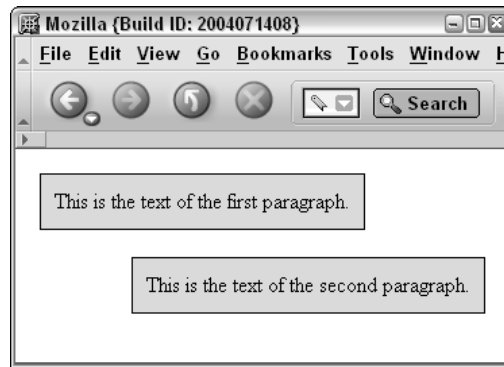 Mozilla {Build ID: 2004071408}
File Edit View Go Bookmarks Tools Window H
Search
This is the text of the first paragraph.
This is the text of the second paragraph.